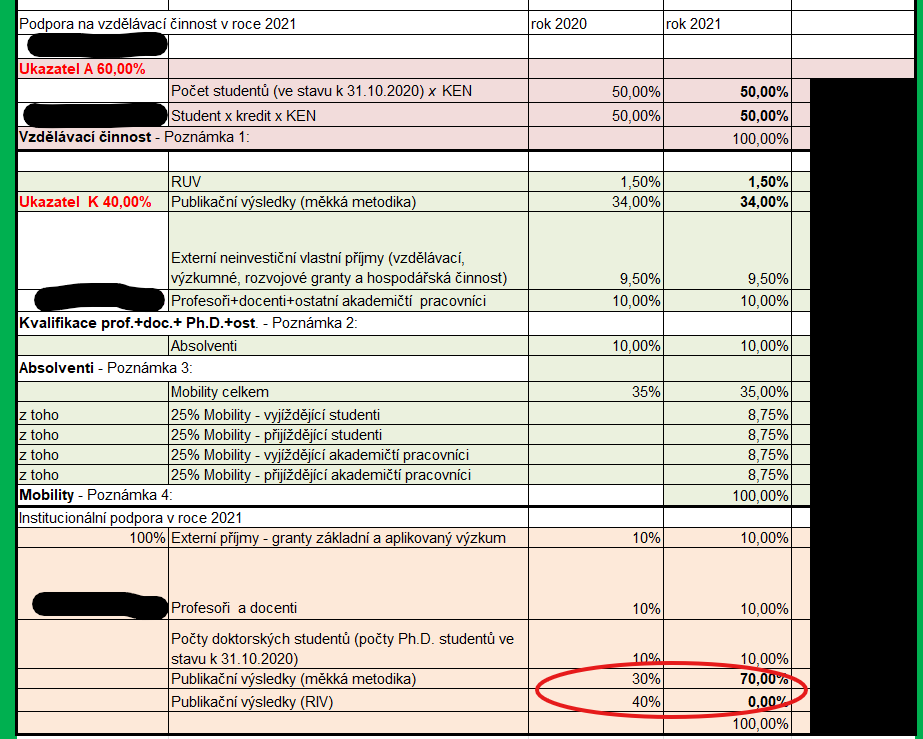 Podpora na vzdělávací činnost v roce 2021 rok 2020 rok 2021
Ukazatel A 60,00%
Počet studentů (ve stavu k 31.10.2020) x KEN 50,00% 50,00%
Student x kredit x KEN 50,00% 50,00%
Vzdělávací činnost - Poznámka 1: 100,00%
RUV 1,50% 1,50%
Ukazatel K 40,00% Publikační výsledky (měkká metodika) 34,00% 34,00%
Externí neinvestiční vlastní příjmy (vzdělávací,
výzkumné, rozvojové granty a hospodářská činnost) 9,50% 9,50%
Profesoři+docenti+ostatní akademičtí pracovníci 10,00% 10,00%
Kvalifikace prof.+doc.+ Ph.D.+ost. - Poznámka 2:
Absolventi 10,00% 10,00%
Absolventi - Poznámka 3:
Mobility celkem 35% 35,00%
z toho 25% Mobility - vyjíždějící studenti 8,75%
z toho 25% Mobility - přijíždějící studenti 8,75%
z toho 25% Mobility - vyjíždějící akademičtí pracovníci 8,75%
z toho 25% Mobility - přijíždějící akademičtí pracovníci 8,75%
Mobility - Poznámka 4: 100,00%
Institucionální podpora v roce 2021
100% Externí příjmy - granty základní a aplikovaný výzkum 10% 10,00%
Profesoři a docenti 10% 10,00%
Počty doktorských studentů (počty Ph.D. studentů ve
stavu k 31.10.2020) 10% 10,00%
Publikační výsledky (měkká metodika) 30% 70,00%
Publikační výsledky (RIV) 40% 0,00%
100,00%